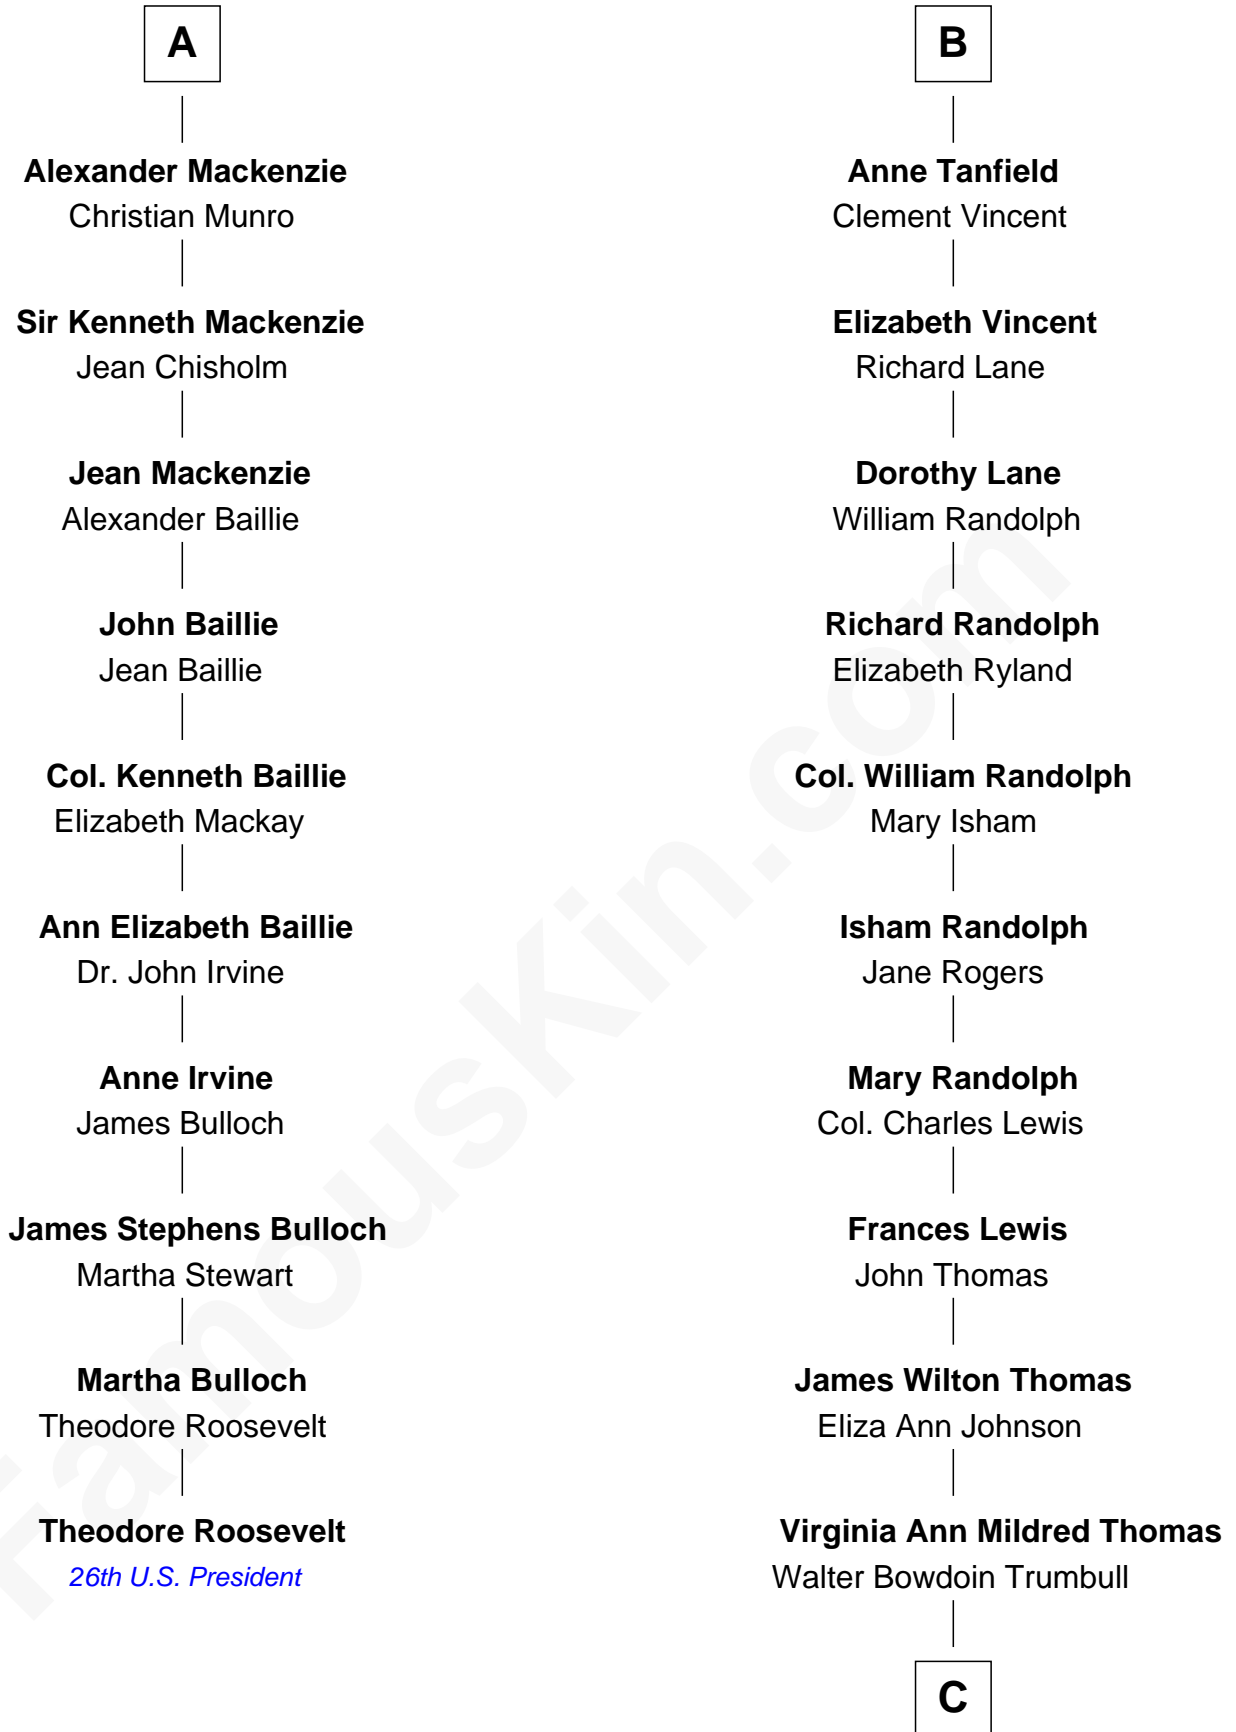 A
Alexander Mackenzie
Christian Munro
Sir Kenneth Mackenzie
Jean Chisholm
Jean Mackenzie
Alexander Baillie
John Baillie
Jean Baillie
Col. Kenneth Baillie
Elizabeth Mackay
Ann Elizabeth Baillie
Dr. John Irvine
Anne Irvine
James Bulloch
James Stephens Bulloch
Martha Stewart
Martha Bulloch
Theodore Roosevelt
Theodore Roosevelt
26th U.S. President
B
Anne Tanfield
Clement Vincent
Elizabeth Vincent
Richard Lane
Dorothy Lane
William Randolph
Richard Randolph
Elizabeth Ryland
Col. William Randolph
Mary Isham
Isham Randolph
Jane Rogers
Mary Randolph
Col. Charles Lewis
Frances Lewis
John Thomas
James Wilton Thomas
Eliza Ann Johnson
Virginia Ann Mildred Thomas
Walter Bowdoin Trumbull
C
FamousKin.com